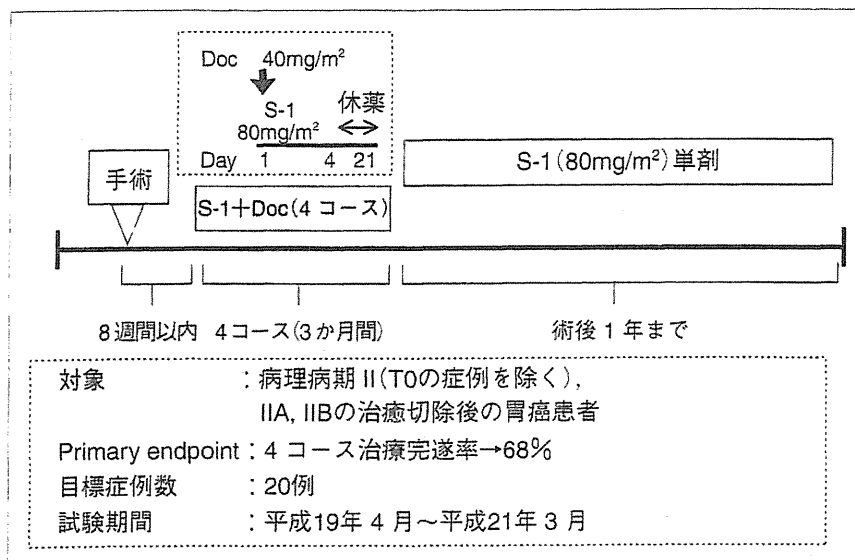 Doc 40mg/m²
S-1
80mg/m²
休薬
Day 1 4 21
手術
S-1+Doc(4 コース)
S-1(80mg/m²)単剤
8週間以内 4コース(3か月間) 術後1年まで
対象 :病理病期 II(T0の症例を除く),
IIA, IIBの治癒切除後の胃癌患者
Primary endpoint:4 コース治療完遂率→68%
目標症例数 :20例
試験期間 :平成19年 4 月~平成21年 3 月